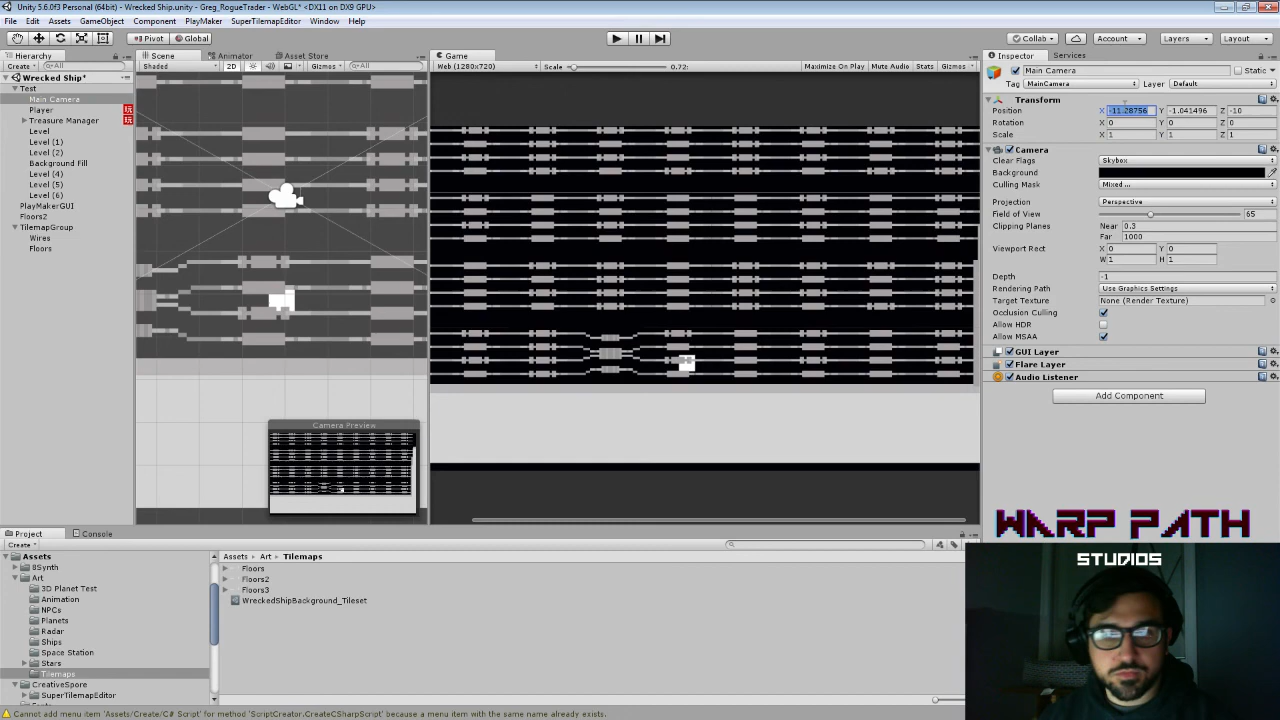 Unity 5.6.0f3 Personal (64bit) - Wrecked Ship.unity - Greg_RogueTrader - WebGL* <DX11 on DX9 GPU>
File Edit Assets GameObject Component PlayMaker SuperTilemapEditor Window Help
Pivot Global Collab Account Layers Layout
Hierarchy Scene Animator Asset Store Game Inspector Services
Create All Shaded 2D Gizmos All Web (1280x720) Scale 0.72: Maximize On Play Mute Audio Stats Gizmos
Wrecked Ship*
Test
Main Camera
Player
Treasure Manager
Level
Level (1)
Level (2)
Background Fill
Level (4)
Level (5)
Level (6)
PlayMakerGUI
Floors2
TilemapGroup
Wires
Floors
Camera Preview
Main Camera Static
Tag MainCamera Layer Default
Transform
Position X -11.28756 Y -1.041496 Z -10
Rotation X 0 Y 0 Z 0
Scale X 1 Y 1 Z 1
Camera
Clear Flags Skybox
Background
Culling Mask Mixed ...
Projection Perspective
Field of View 65
Clipping Planes Near 0.3
Far 1000
Viewport Rect X 0 Y 0
W 1 H 1
Depth -1
Rendering Path Use Graphics Settings
Target Texture None (Render Texture)
Occlusion Culling
Allow HDR
Allow MSAA
GUI Layer
Flare Layer
Audio Listener
Add Component
WARP PATH
STUDIOS
Project Console
Create
Assets
8Synth
Art
3D Planet Test
Animation
NPCs
Planets
Radar
Ships
Space Station
Stars
Tilemaps
CreativeSpore
SuperTilemapEditor
Assets Art Tilemaps
Floors
Floors2
Floors3
WreckedShipBackground_Tileset
Cannot add menu item 'Assets/Create/C# Script' for method 'ScriptCreator.CreateCSharpScript' because a menu item with the same name already exists.